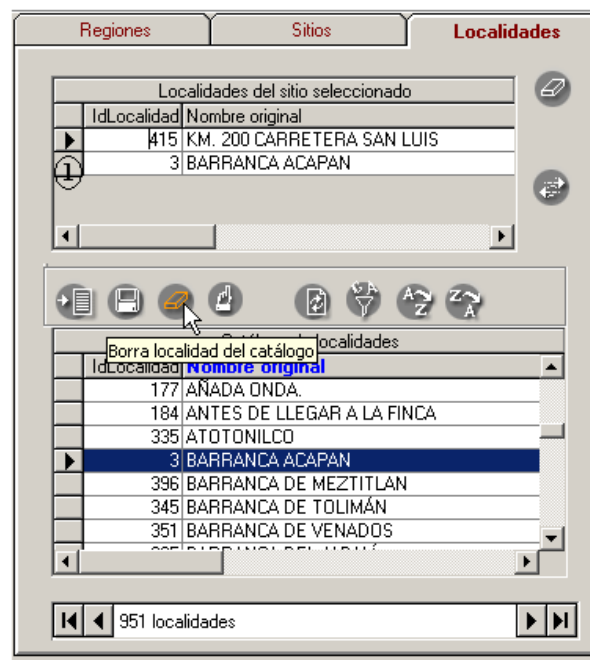 Regiones Sitios Localidades
Localidades del sitio seleccionado
IdLocalidad Nombre original
415 KM. 200 CARRETERA SAN LUIS
3 BARRANCA ACAPAN
1
A Z Z A
localidades
Borra localidad del catálogo
IdLocalidad Nombre original
177 AÑADA ONDA.
184 ANTES DE LLEGAR A LA FINCA
335 ATOTONILCO
3 BARRANCA ACAPAN
396 BARRANCA DE MEZTITLAN
345 BARRANCA DE TOLIMÁN
351 BARRANCA DE VENADOS
951 localidades